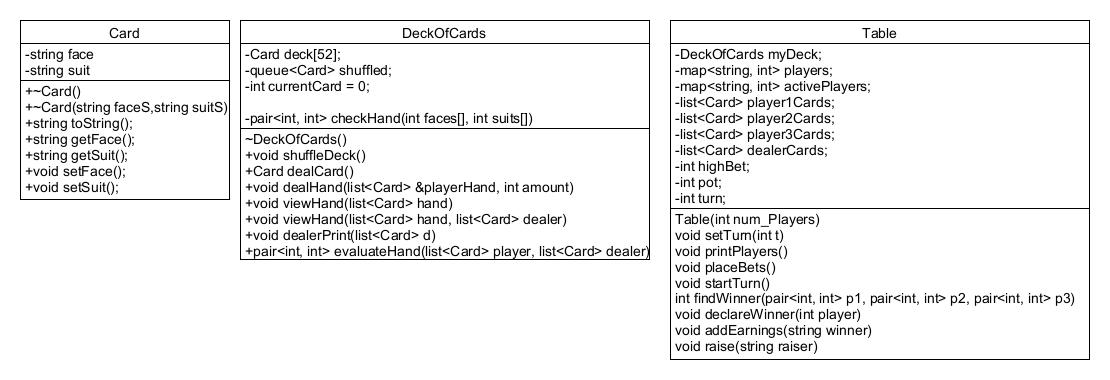 Card
-string face
-string suit
+~Card()
+~Card(string faceS,string suitS)
+string toString();
+string getFace();
+string getSuit();
+void setFace();
+void setSuit();
DeckOfCards
-Card deck[52];
-queue<Card> shuffled;
-int currentCard = 0;
-pair<int, int> checkHand(int faces[], int suits[])
~DeckOfCards()
+void shuffleDeck()
+Card dealCard()
+void dealHand(list<Card> &playerHand, int amount)
+void viewHand(list<Card> hand)
+void viewHand(list<Card> hand, list<Card> dealer)
+void dealerPrint(list<Card> d)
+pair<int, int> evaluateHand(list<Card> player, list<Card> dealer)
Table
-DeckOfCards myDeck;
-map<string, int> players;
-map<string, int> activePlayers;
-list<Card> player1Cards;
-list<Card> player2Cards;
-list<Card> player3Cards;
-list<Card> dealerCards;
-int highBet;
-int pot;
-int turn;
Table(int num_Players)
void setTurn(int t)
void printPlayers()
void placeBets()
void startTurn()
int findWinner(pair<int, int> p1, pair<int, int> p2, pair<int, int> p3)
void declareWinner(int player)
void addEarnings(string winner)
void raise(string raiser)